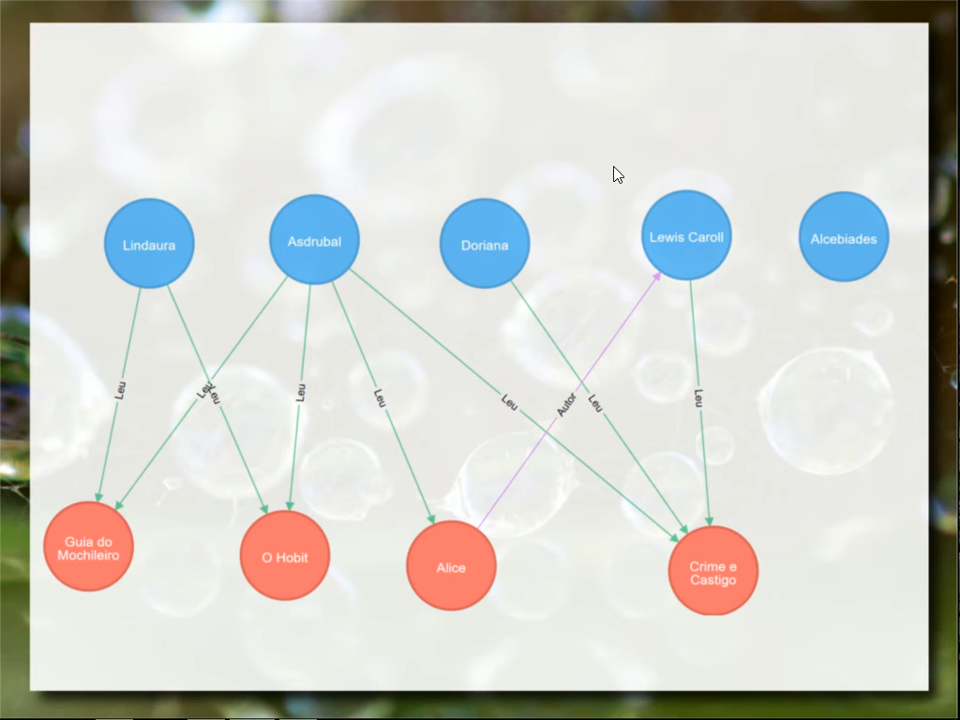 Lindaura
Asdrubal
Doriana
Lewis Caroll
Alcebiades
Leu
Leu
Leu
Leu
Leu
Leu
Autor
Leu
Leu
Guia do
Mochileiro
O Hobit
Alice
Crime e
Castigo